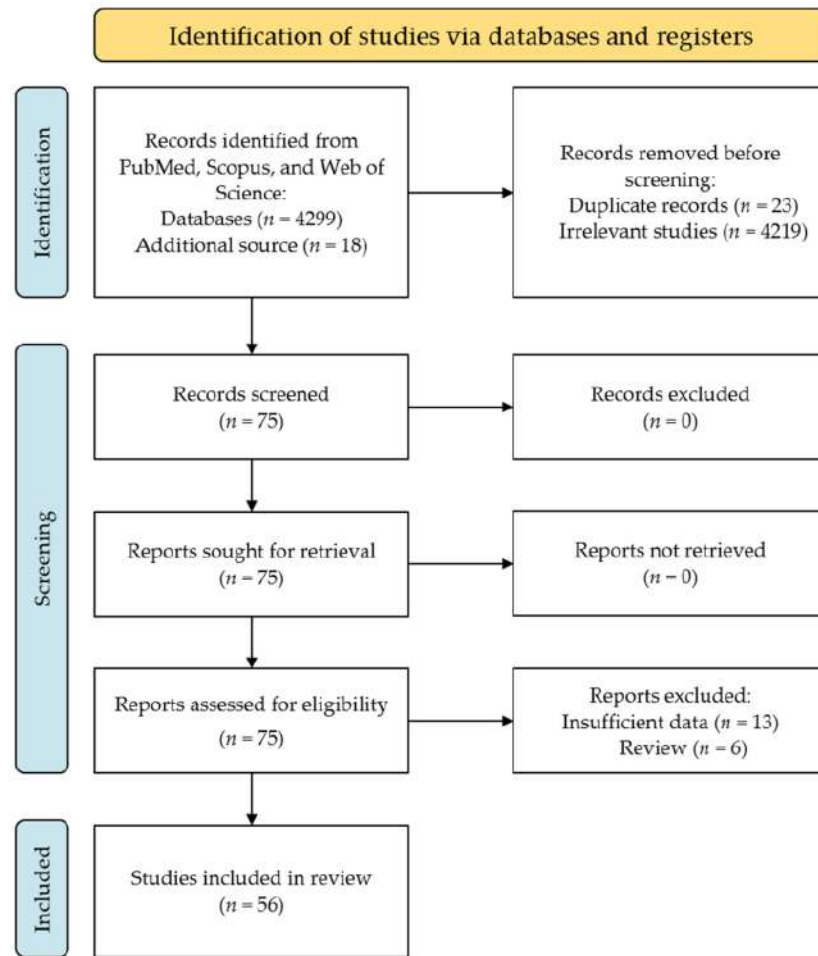 Identification of studies via databases and registers
Identification
Records identified from
PubMed, Scopus, and Web of
Science:
Databases (n = 4299)
Additional source (n = 18)
Records removed before
screening:
Duplicate records (n = 23)
Irrelevant studies (n = 4219)
Screening
Records screened
(n = 75)
Records excluded
(n = 0)
Reports sought for retrieval
(n = 75)
Reports not retrieved
(n – 0)
Reports assessed for eligibility
(n = 75)
Reports excluded:
Insufficient data (n = 13)
Review (n = 6)
Included
Studies included in review
(n = 56)